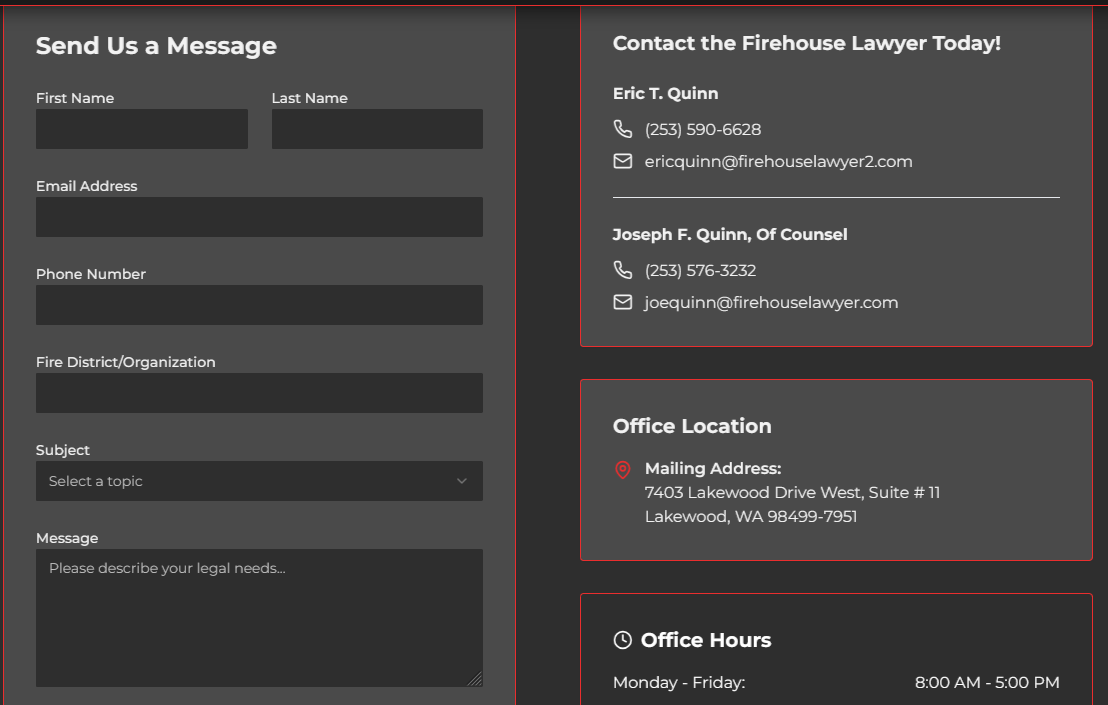 Send Us a Message
First Name
Last Name
Email Address
Phone Number
Fire District/Organization
Subject
Select a topic
Message
Please describe your legal needs...
Contact the Firehouse Lawyer Today!
Eric T. Quinn
(253) 590-6628
ericquinn@firehouselawyer2.com
Joseph F. Quinn, Of Counsel
(253) 576-3232
joequinn@firehouselawyer.com
Office Location
Mailing Address:
7403 Lakewood Drive West, Suite # 11
Lakewood, WA 98499-7951
Office Hours
Monday - Friday: 8:00 AM - 5:00 PM